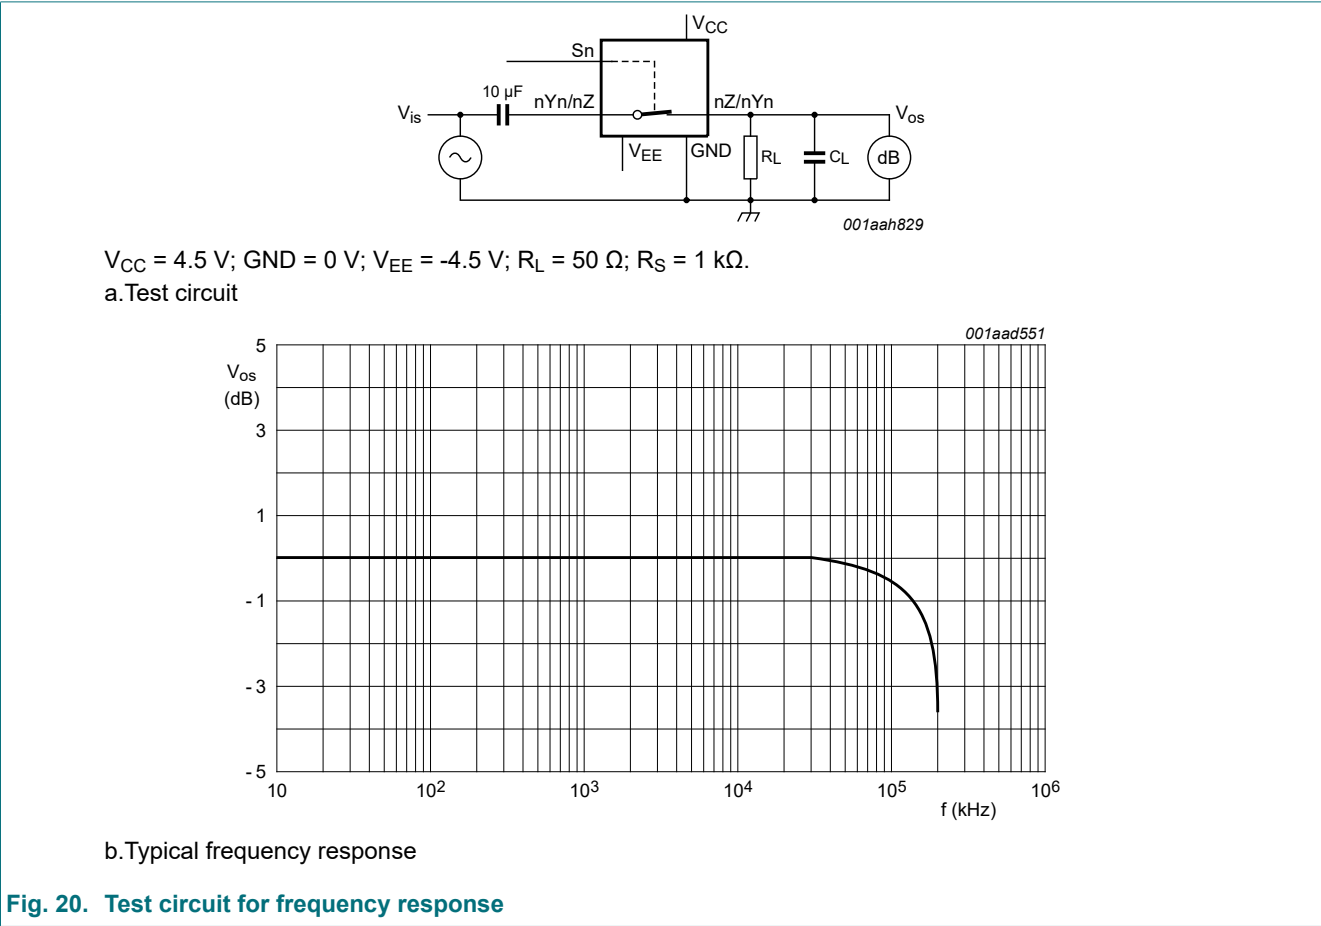 VCC
Sn
10 µF
nYn/nZ
nZ/nYn
Vis
Vos
VEE
GND
RL
CL
dB
001aah829
VCC = 4.5 V; GND = 0 V; VEE = -4.5 V; RL = 50 Ω; RS = 1 kΩ.
a.Test circuit
001aad551
5
Vos
(dB)
3
1
-1
-3
-5
10
10²
10³
10⁴
10⁵
10⁶
f (kHz)
b.Typical frequency response
Fig. 20. Test circuit for frequency response